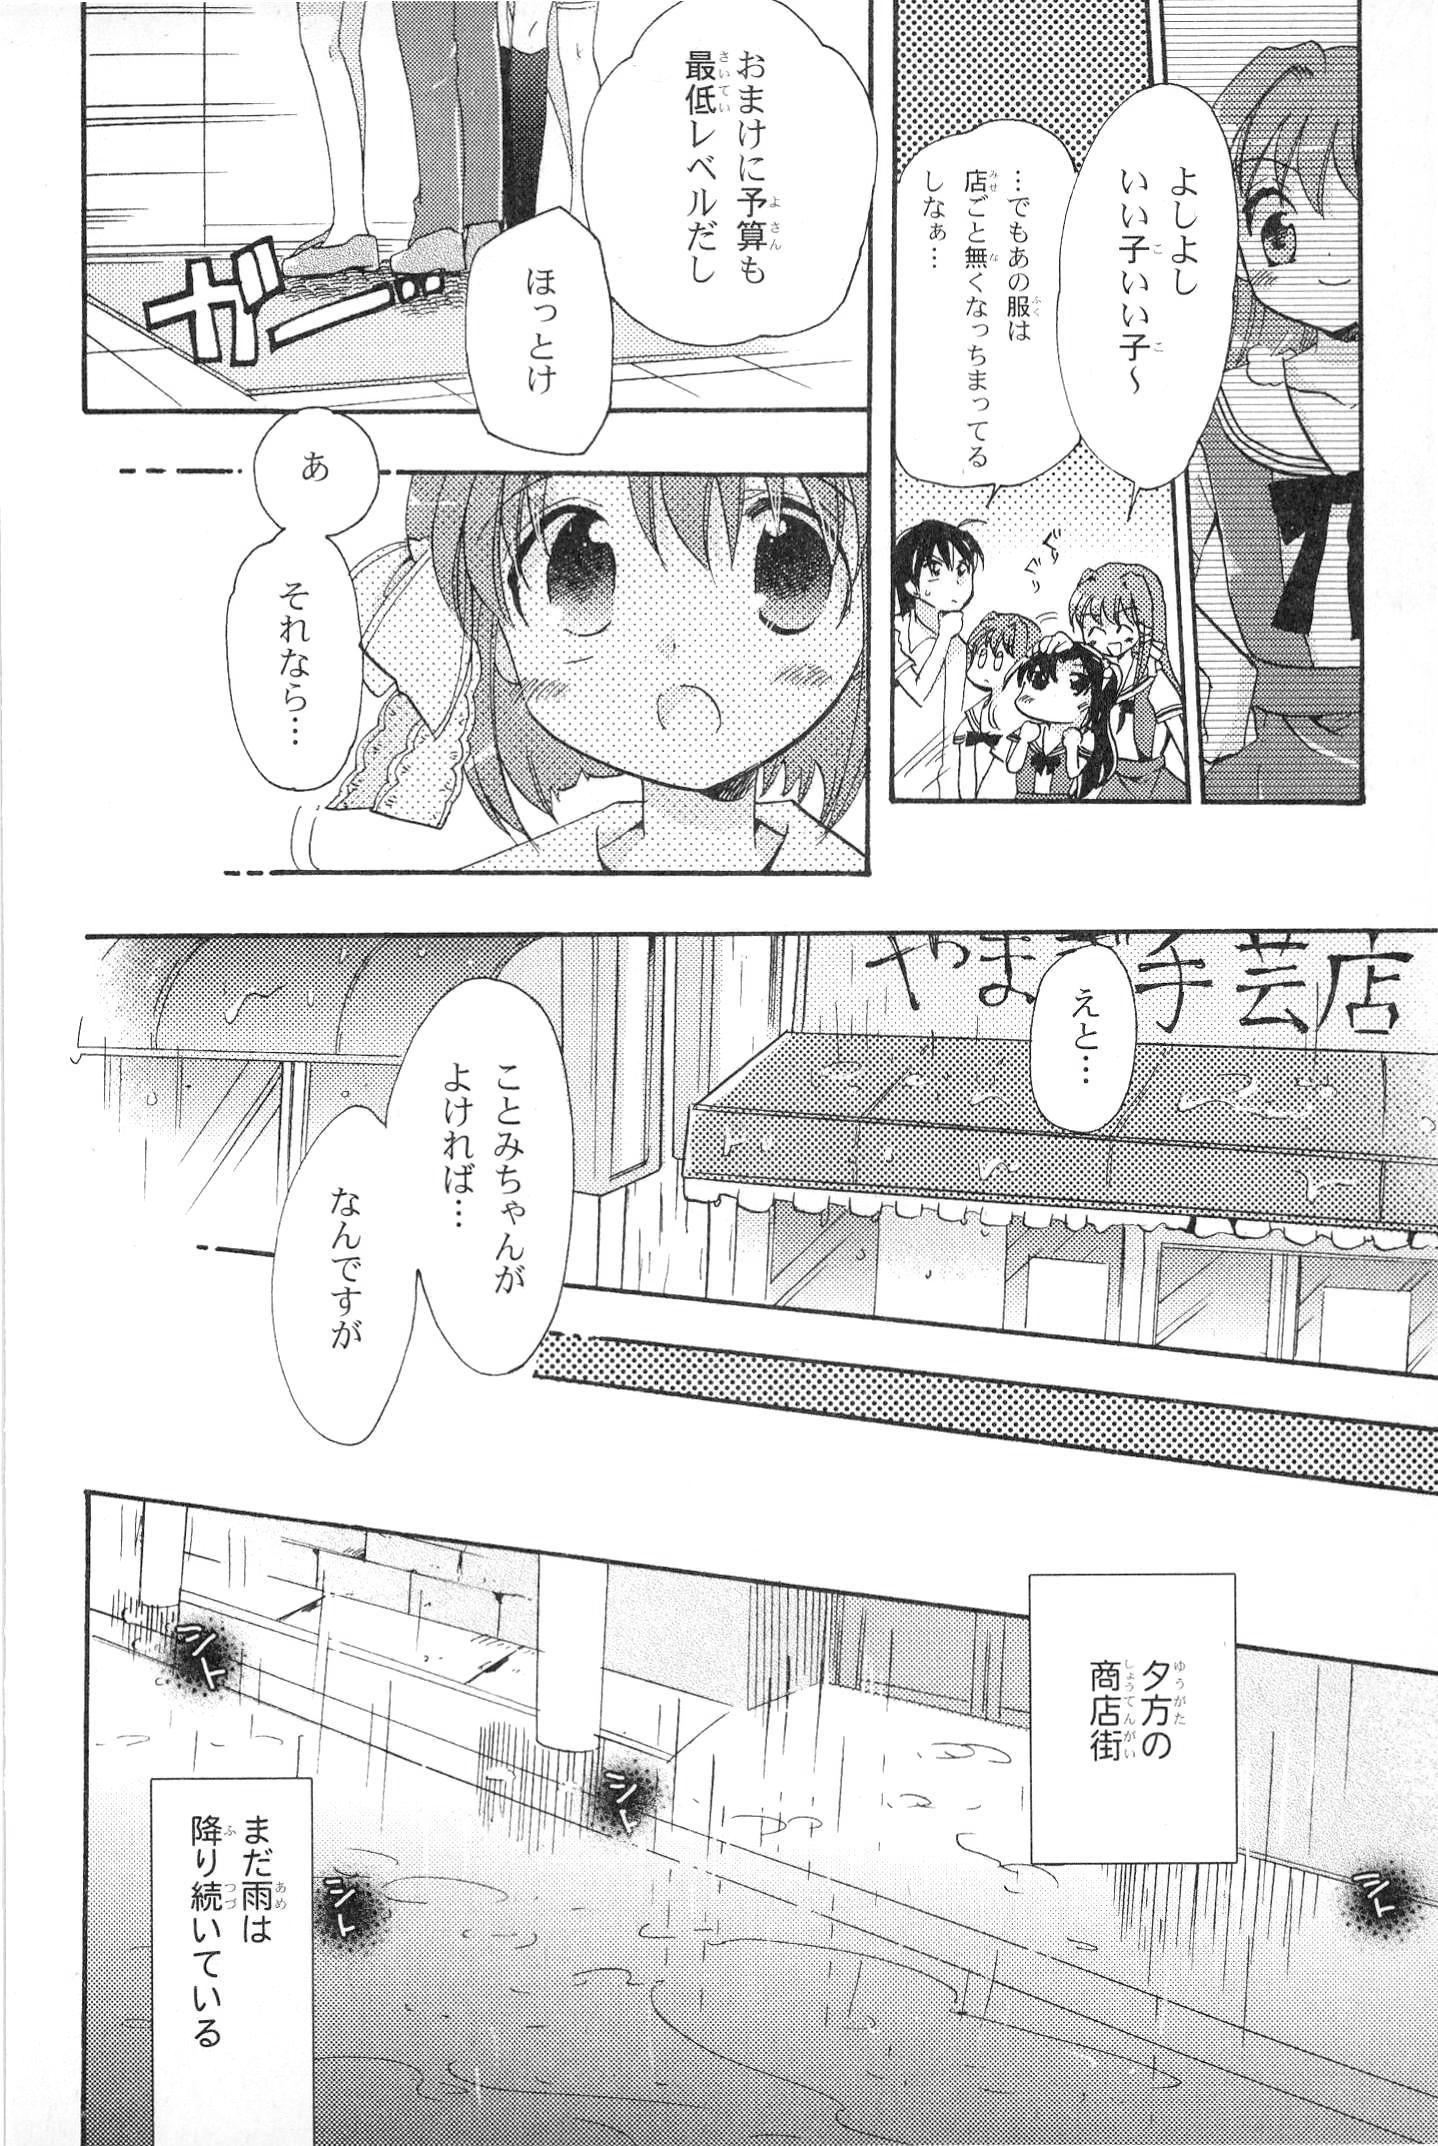 よしよし
いい子いい子～
…でもあの服は
店ごと無くなっちまってる
しなぁ…
ぐぅ
ぐり
おまけに予算も
最低レベルだし
ほっとけ
ガーーッ
あ
それなら…
手芸店
えと…
ことみちゃんが
よければ…
なんですが
夕方の
商店街
シト
シト
シト
シト
まだ雨は
降り続いている